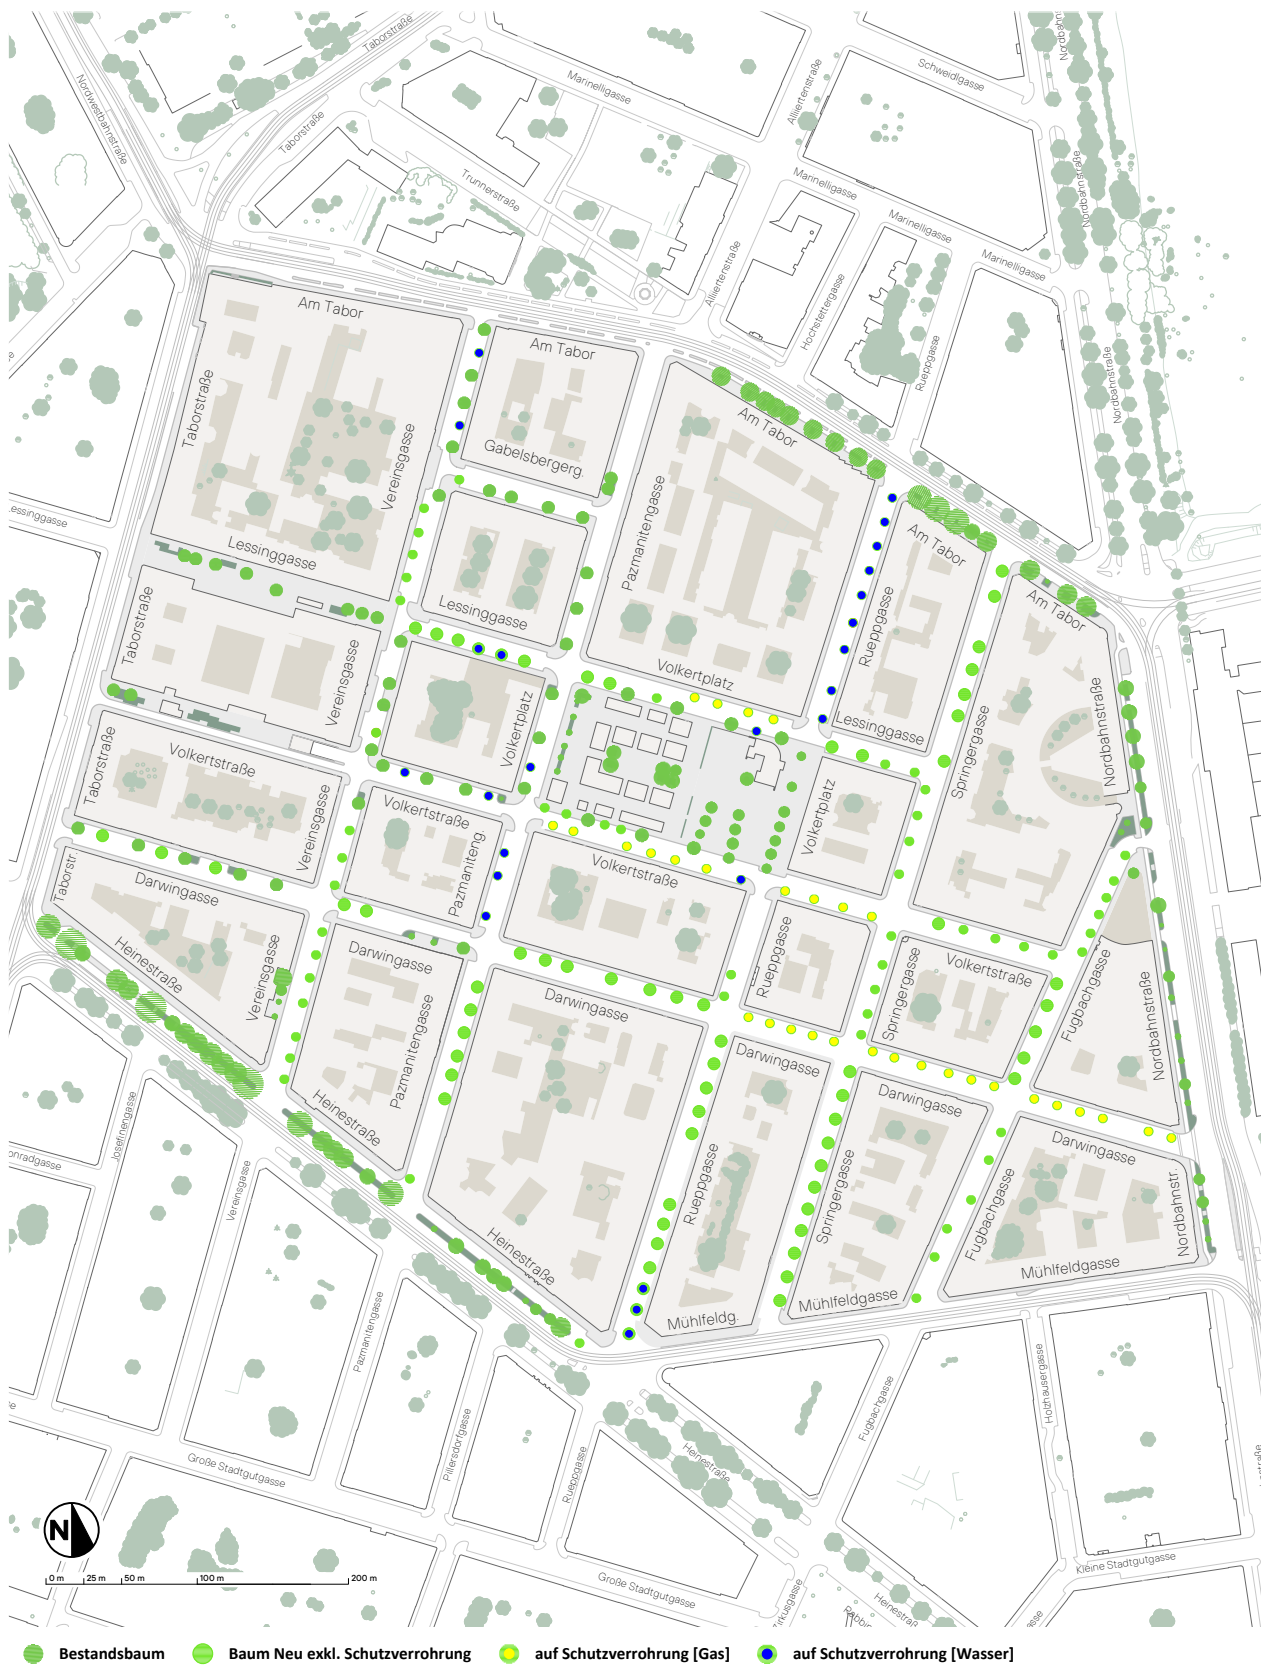 Taborstraße
Nordwestbahnstraße
Taborstraße
Marinelligasse
Trunnerstraße
Alliiertenstraße
Schweidlgasse
Marinelligasse
Marinelligasse
Marinelligasse
Nordbahnstraße
Alliiertenstraße
Hochstettergasse
Rueppgasse
Nordbahnstraße
Am Tabor
Am Tabor
Am Tabor
Am Tabor
Am Tabor
Taborstraße
Vereinsgasse
Gabelsbergerg.
Pazmanitengasse
Lessinggasse
Lessinggasse
Rueppgasse
Taborstraße
Vereinsgasse
Volkertplatz
Volkertplatz
Lessinggasse
Springergasse
Nordbahnstraße
Taborstraße
Volkertstraße
Vereinsgasse
Volkertstraße
Pazmaniteng.
Volkertplatz
Volkertstraße
Taborstr.
Darwingasse
Heinestraße
Vereinsgasse
Darwingasse
Pazmanitengasse
Heinestraße
Darwingasse
Rueppgasse
Springergasse
Volkertstraße
Fugbachgasse
Nordbahnstraße
Darwingasse
Darwingasse
Darwingasse
Rueppgasse
Springergasse
Fugbachgasse
Nordbahnstr.
Heinestraße
Mühlfeldg.
Mühlfeldgasse
Mühlfeldgasse
Josefinengasse
Vereinsgasse
Pazmanitengasse
Pillersdorfgasse
Rueppgasse
Große Stadtgutgasse
Heinestraße
Fugbachgasse
Holzhausergasse
Große Stadtgutgasse
Heinestraß
Kleine Stadtgutgasse
N
0 m 25 m 50 m 100 m 200 m
Bestandsbaum Baum Neu exkl. Schutzverrohrung auf Schutzverrohrung [Gas] auf Schutzverrohrung [Wasser]